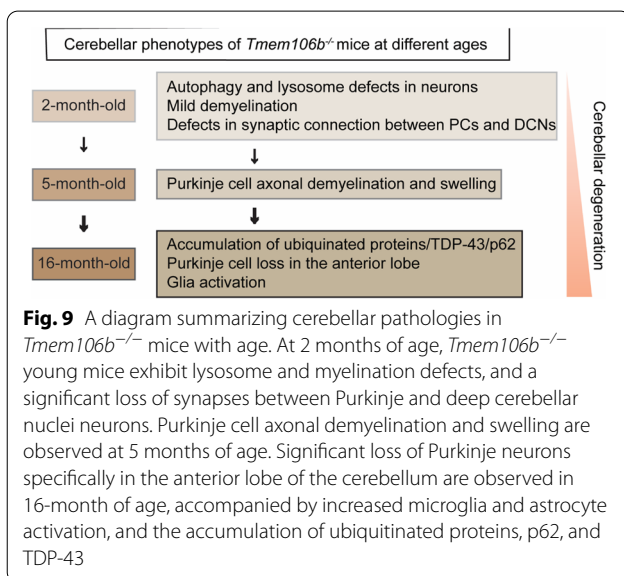 Cerebellar phenotypes of Tmem106b-/- mice at different ages
2-month-old
Autophagy and lysosome defects in neurons
Mild demyelination
Defects in synaptic connection between PCs and DCNs
5-month-old
Purkinje cell axonal demyelination and swelling
16-month-old
Accumulation of ubiquinated proteins/TDP-43/p62
Purkinje cell loss in the anterior lobe
Glia activation
Cerebellar degeneration
Fig. 9 A diagram summarizing cerebellar pathologies in
Tmem106b−/− mice with age. At 2 months of age, Tmem106b−/−
young mice exhibit lysosome and myelination defects, and a
significant loss of synapses between Purkinje and deep cerebellar
nuclei neurons. Purkinje cell axonal demyelination and swelling are
observed at 5 months of age. Significant loss of Purkinje neurons
specifically in the anterior lobe of the cerebellum are observed in
16-month of age, accompanied by increased microglia and astrocyte
activation, and the accumulation of ubiquitinated proteins, p62, and
TDP-43